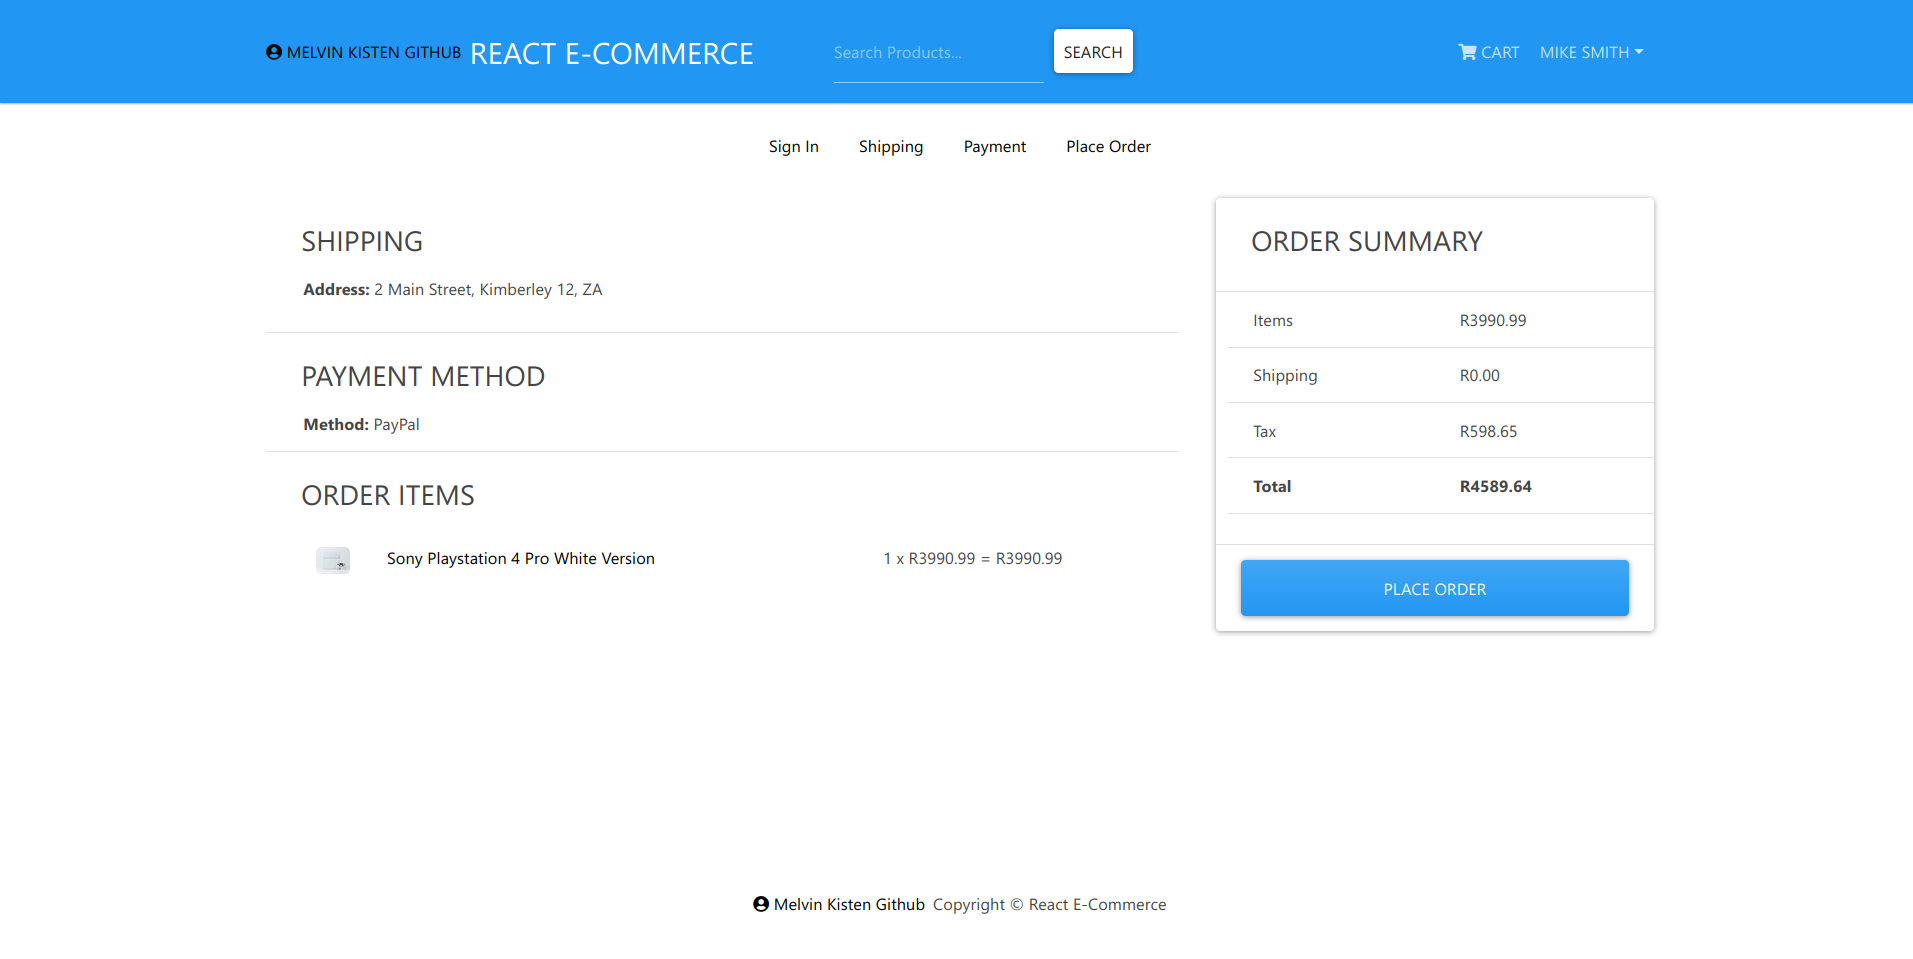 MELVIN KISTEN GITHUB REACT E-COMMERCE Search Products... SEARCH CART MIKE SMITH
Sign In Shipping Payment Place Order
SHIPPING
Address: 2 Main Street, Kimberley 12, ZA
PAYMENT METHOD
Method: PayPal
ORDER ITEMS
Sony Playstation 4 Pro White Version 1 x R3990.99 = R3990.99
ORDER SUMMARY
Items R3990.99
Shipping R0.00
Tax R598.65
Total R4589.64
PLACE ORDER
Melvin Kisten Github Copyright © React E-Commerce